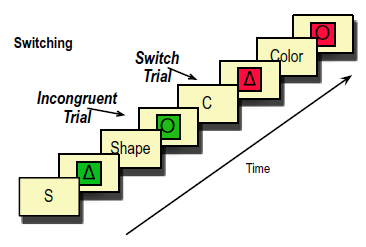 Switching
Switch
Trial
Color
Incongruent
Trial
C
O
Δ
Shape
O
Δ
S
Time